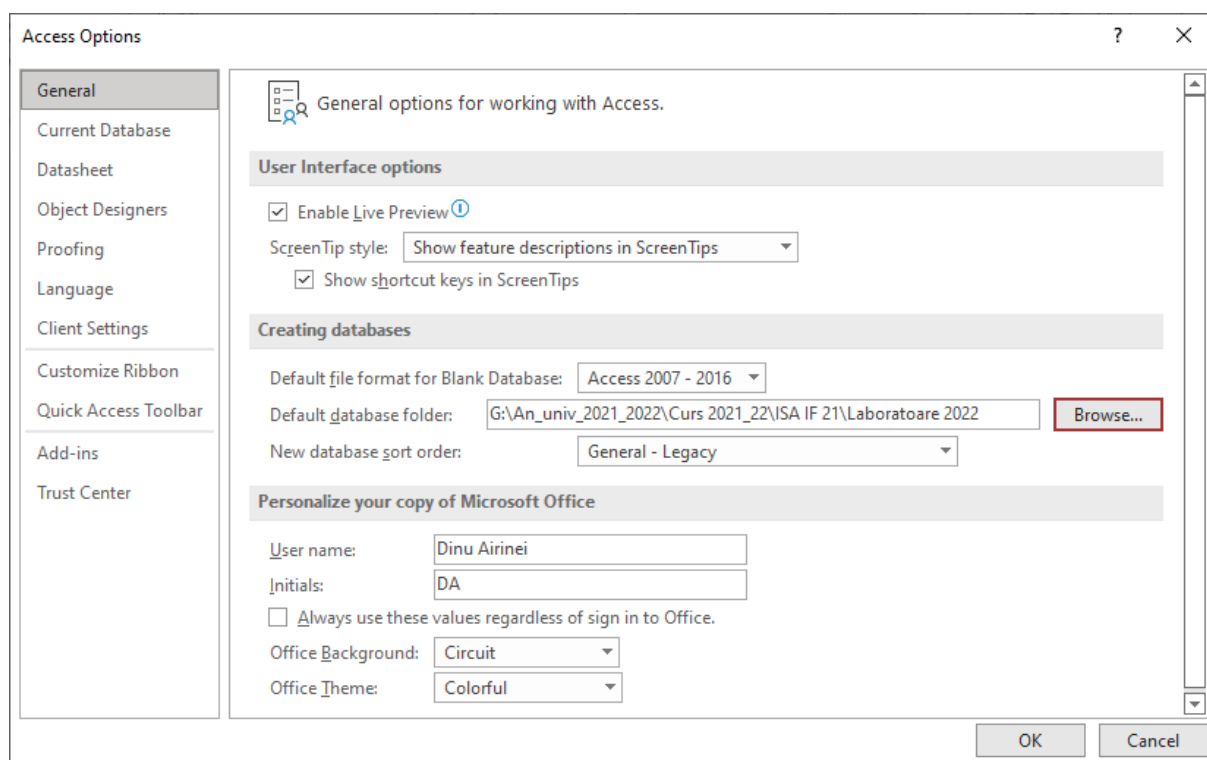 Access Options ?
General
Current Database
Datasheet
Object Designers
Proofing
Language
Client Settings
Customize Ribbon
Quick Access Toolbar
Add-ins
Trust Center
General options for working with Access.
User Interface options
Enable Live Preview
ScreenTip style: Show feature descriptions in ScreenTips
Show shortcut keys in ScreenTips
Creating databases
Default file format for Blank Database: Access 2007 - 2016
Default database folder: G:\An_univ_2021_2022\Curs 2021_22\ISA IF 21\Laboratoare 2022 Browse...
New database sort order: General - Legacy
Personalize your copy of Microsoft Office
User name: Dinu Airinei
Initials: DA
Always use these values regardless of sign in to Office.
Office Background: Circuit
Office Theme: Colorful
OK Cancel